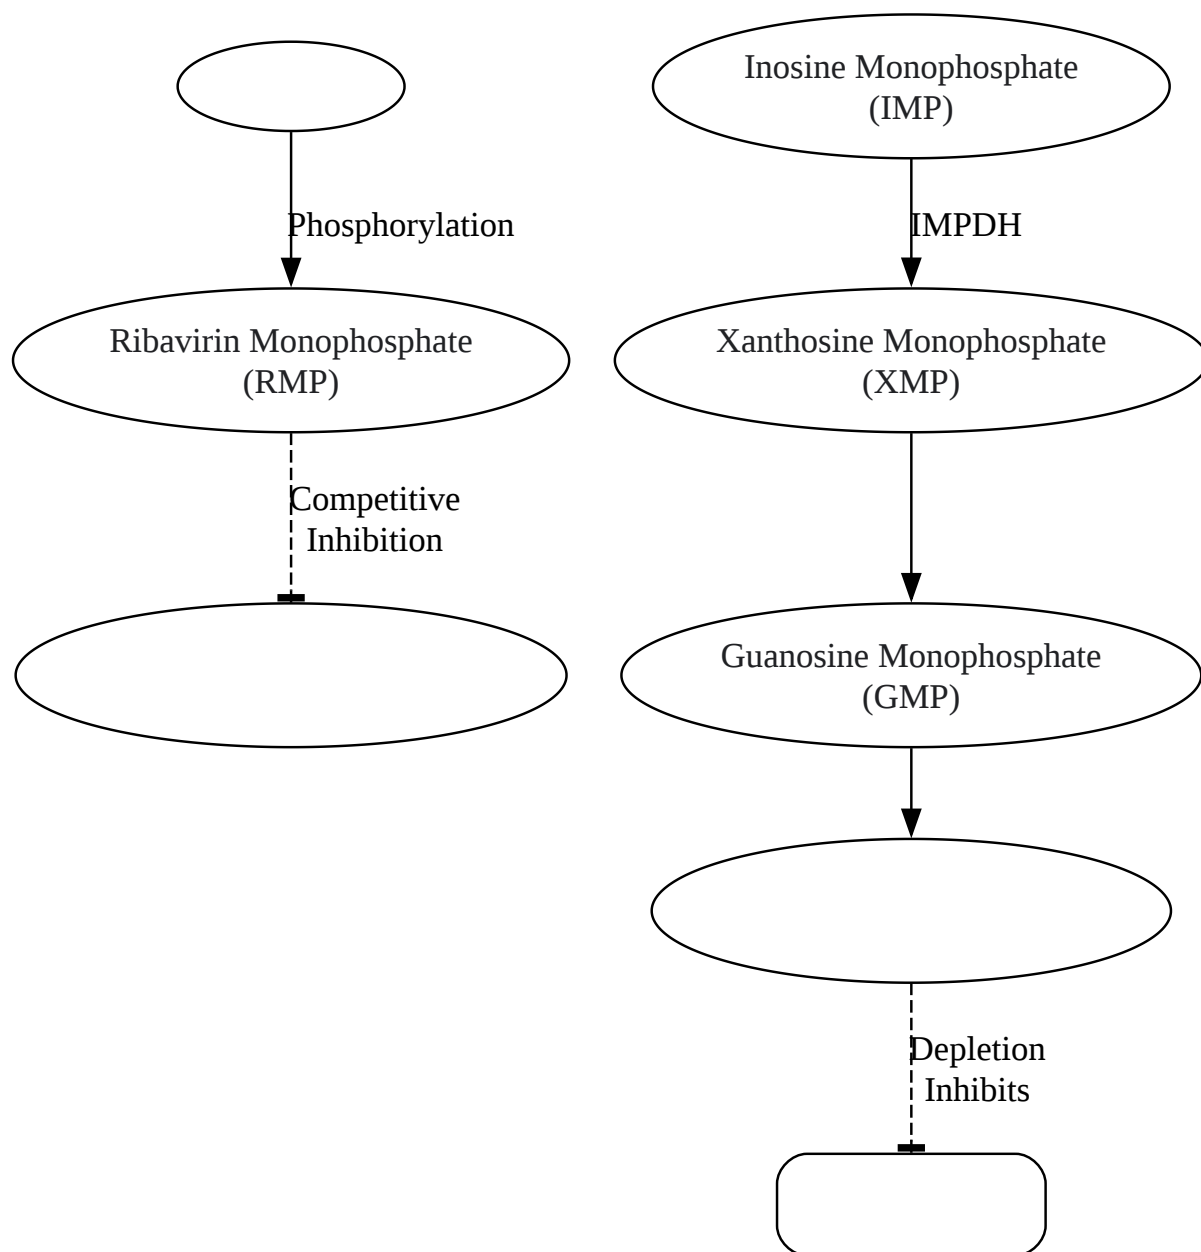 Inosine Monophosphate
(IMP)
Phosphorylation
IMPDH
Ribavirin Monophosphate
(RMP)
Xanthosine Monophosphate
(XMP)
Competitive
Inhibition
Guanosine Monophosphate
(GMP)
Depletion
Inhibits